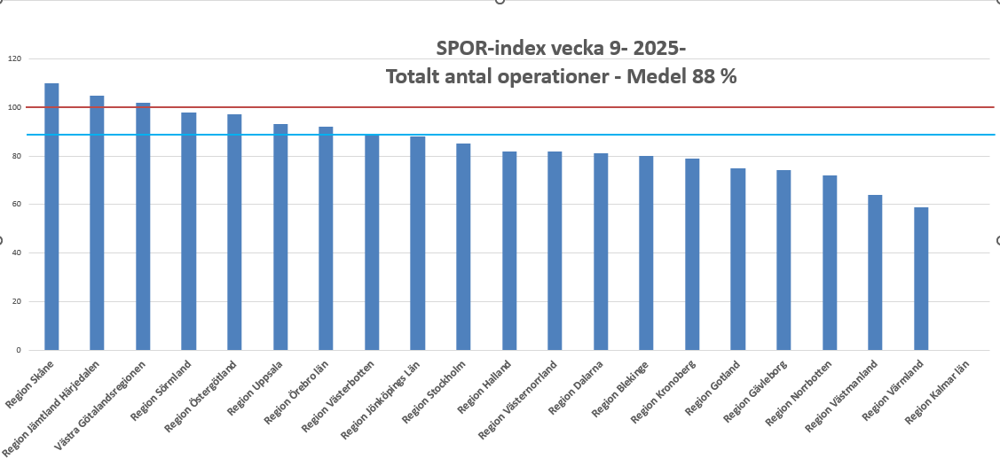 SPOR-index vecka 9- 2025-
Totalt antal operationer - Medel 88 %
120
100
80
60
40
20
0
Region Skåne
Region Jämtland Härjedalen
Västra Götalandsregionen
Region Sörmland
Region Östergötland
Region Uppsala
Region Örebro län
Region Västerbotten
Region Jönköpings Län
Region Stockholm
Region Halland
Region Västernorrland
Region Dalarna
Region Blekinge
Region Kronoberg
Region Gotland
Region Gävleborg
Region Norrbotten
Region Västmanland
Region Värmland
Region Kalmar län